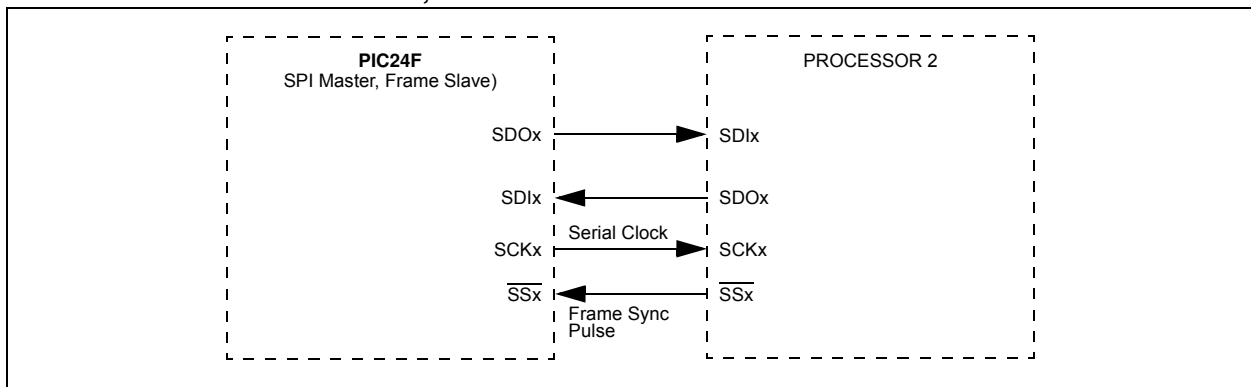 PIC24F
SPI Master, Frame Slave)
PROCESSOR 2
SDOx
SDIx
SDIx
SDOx
Serial Clock
SCKx
SCKx
SSx
SSx
Frame Sync
Pulse